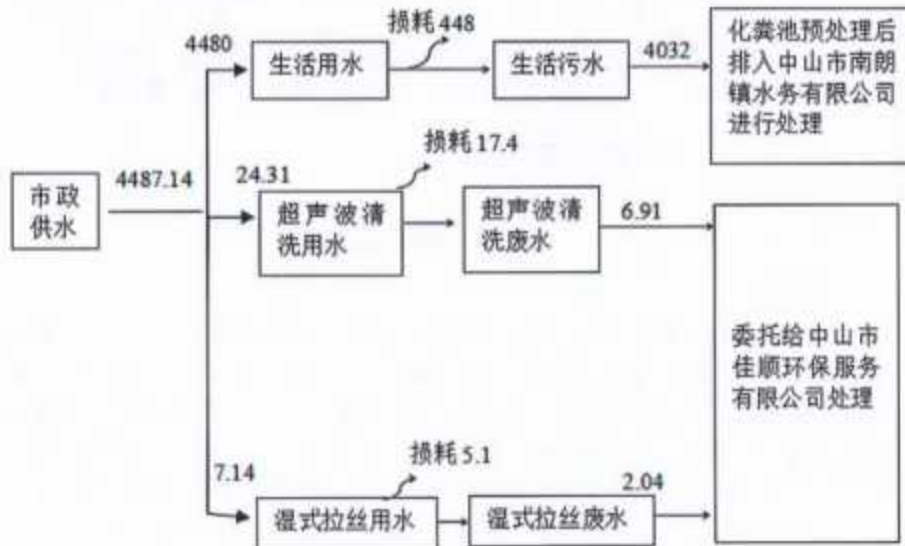 4480
生活用水
损耗 448
生活污水
4032
化粪池预处理后
排入中山市南朗
镇水务有限公司
进行处理
市政
供水
4487.14
24.31
超声波清
洗用水
损耗 17.4
超声波清
洗废水
6.91
委托给中山市
佳顺环保服务
有限公司处理
7.14
湿式拉丝用水
损耗 5.1
湿式拉丝废水
2.04